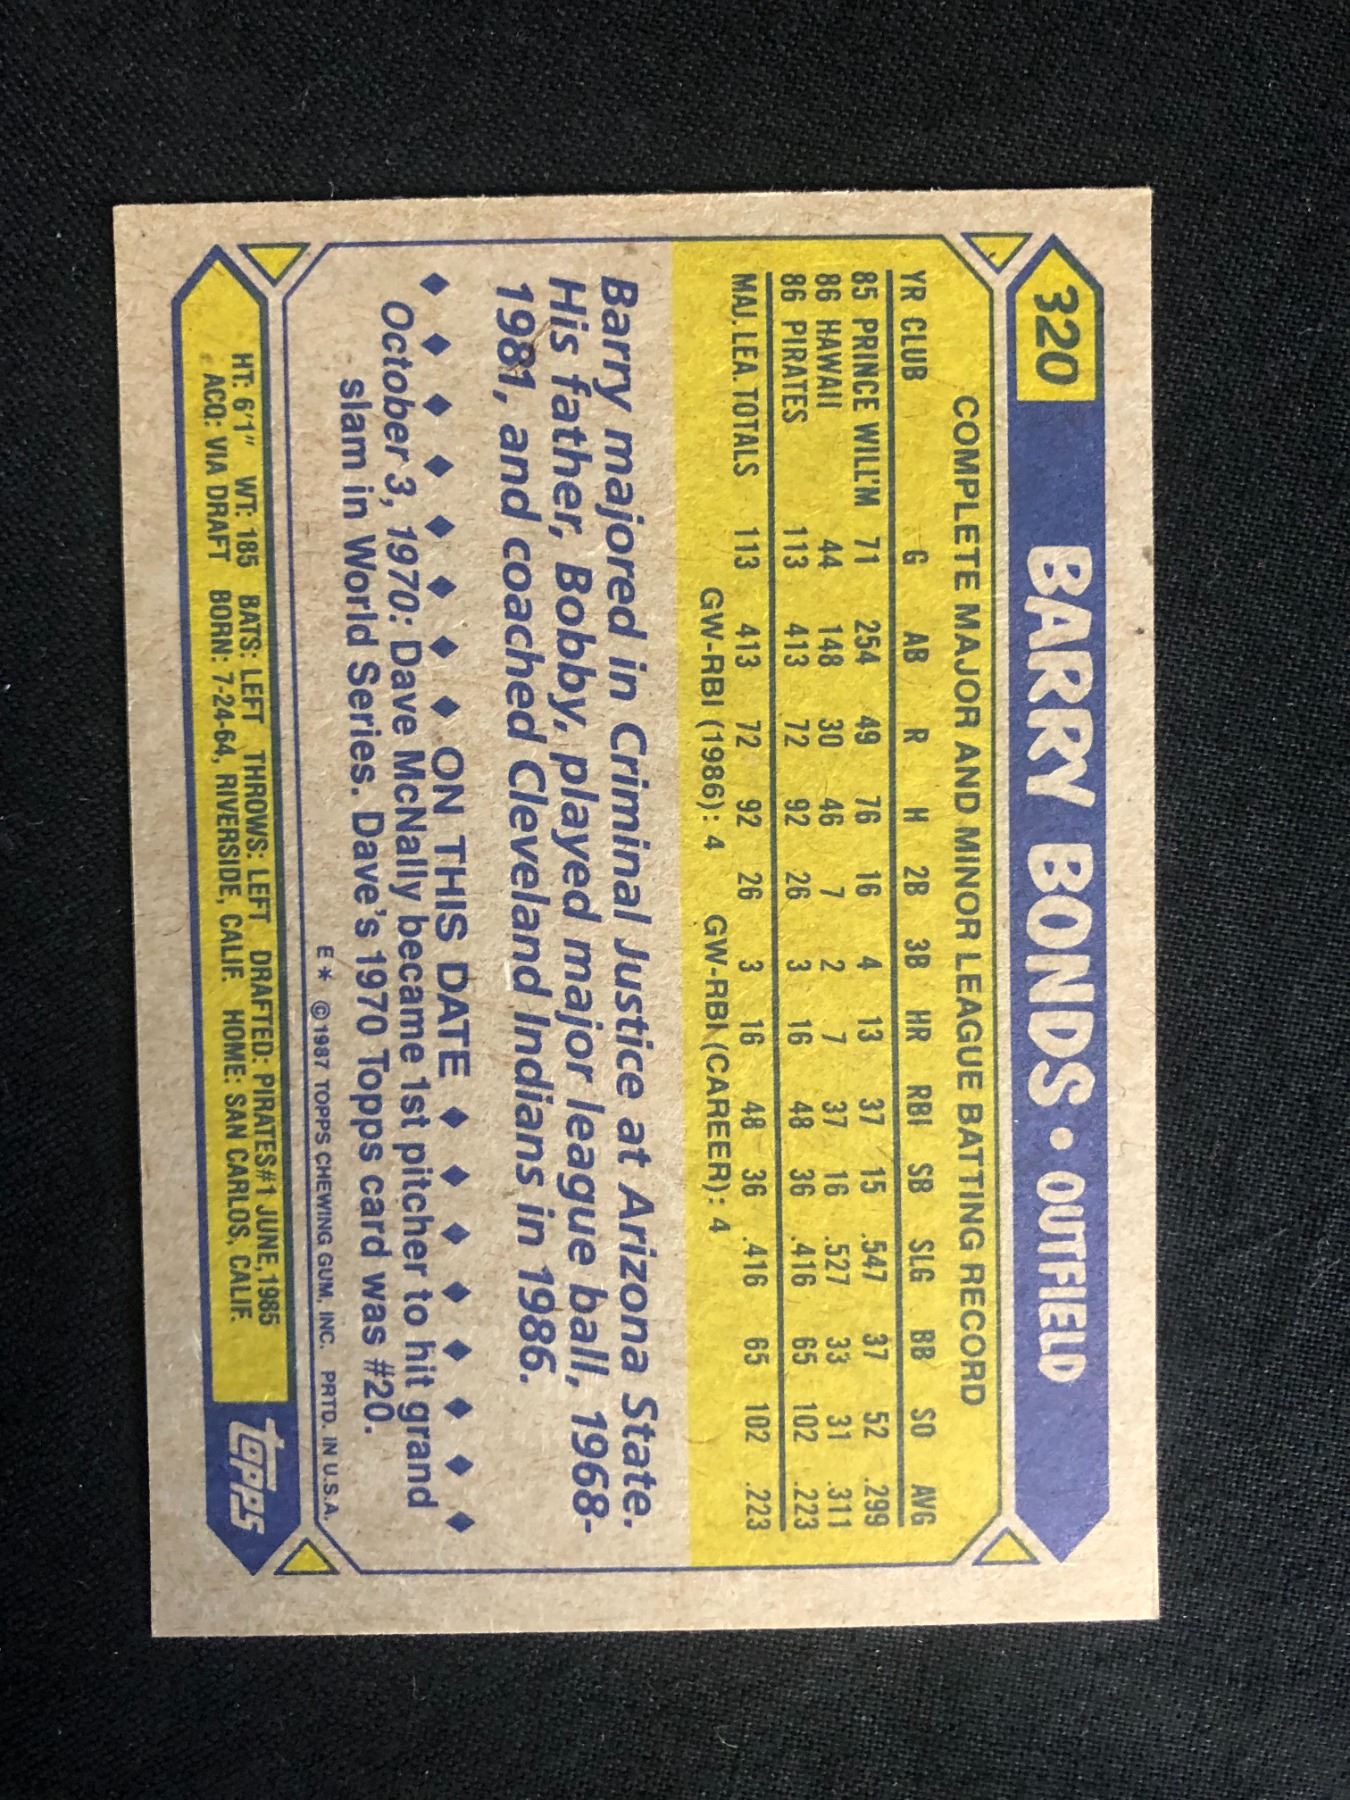 320 BARRY BONDS • OUTFIELD
COMPLETE MAJOR AND MINOR LEAGUE BATTING RECORD
YR CLUB G AB R H 2B 3B HR RBI SB SLG BB SO AVG
85 PRINCE WILL'M 71 254 49 76 16 4 13 37 15 .547 37 52 .299
86 HAWAII 44 148 30 46 7 2 7 37 16 .527 33 31 .311
86 PIRATES 113 413 72 92 26 3 16 48 36 .416 65 102 .223
MAJ. LEA. TOTALS 113 413 72 92 26 3 16 48 36 .416 65 102 .223
GW-RBI (1986): 4 GW-RBI (CAREER): 4
Barry majored in Criminal Justice at Arizona State.
His father, Bobby, played major league ball, 1968-
1981, and coached Cleveland Indians in 1986.
◆ ◆ ◆ ◆ ◆ ◆ ◆ ◆ ON THIS DATE ◆ ◆ ◆ ◆ ◆ ◆ ◆ ◆
October 3, 1970: Dave McNally became 1st pitcher to hit grand
slam in World Series. Dave's 1970 Topps card was #20.
E* ©1987 TOPPS CHEWING GUM, INC. PRTD. IN U.S.A.
HT: 6'1" WT: 185 BATS: LEFT THROWS: LEFT DRAFTED: PIRATES#1 JUNE, 1985
ACQ: VIA DRAFT BORN: 7-24-64, RIVERSIDE, CALIF. HOME: SAN CARLOS, CALIF.
topps